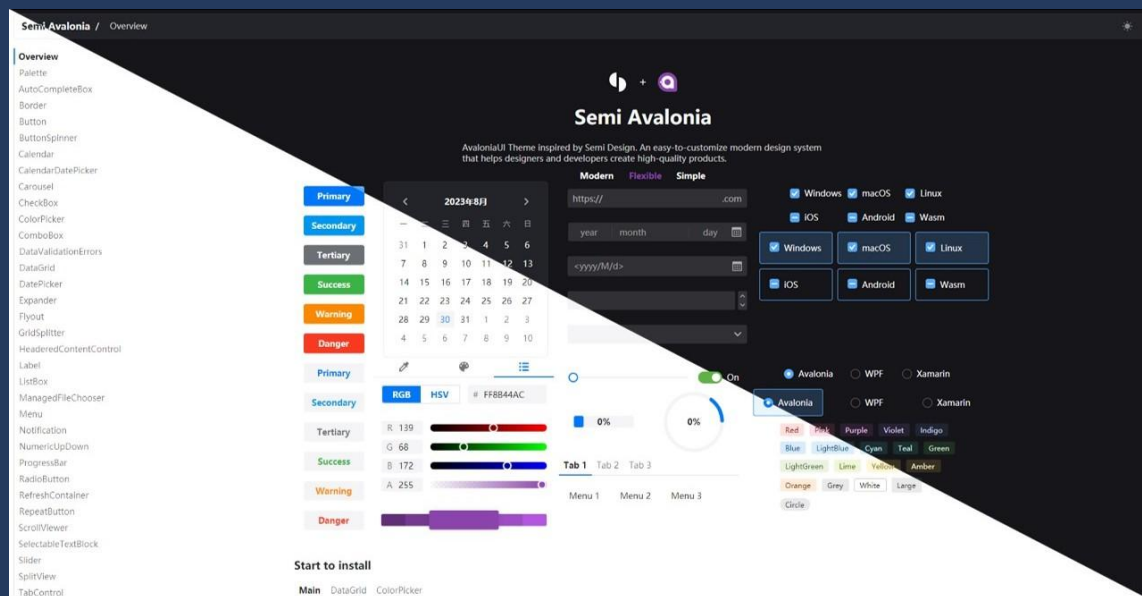 Semi Avalonia / Overview
Overview
Palette
AutoCompleteBox
Border
Button
ButtonSpinner
Calendar
CalendarDatePicker
Carousel
CheckBox
ColorPicker
ComboBox
DataValidationErrors
DataGrid
DatePicker
Expander
Flyout
GridSplitter
HeaderedContentControl
Label
ListBox
ManagedFileChooser
Menu
Notification
NumericUpDown
ProgressBar
RadioButton
RefreshContainer
RepeatButton
ScrollViewer
SelectableTextBlock
Slider
SplitView
TabControl
+
Semi Avalonia
AvaloniaUI Theme inspired by Semi Design. An easy-to-customize modern design system
that helps designers and developers create high-quality products.
Modern Flexible Simple
Primary
Secondary
Tertiary
Success
Warning
Danger
Primary
Secondary
Tertiary
Success
Warning
Danger
2023年8月
一 二 三 四 五 六 日
31 1 2 3 4 5 6
7 8 9 10 11 12 13
14 15 16 17 18 19 20
21 22 23 24 25 26 27
28 29 30 31 1 2 3
4 5 6 7 8 9 10
RGB HSV # FF8844AC
R 139
G 68
B 172
A 255
https:// .com
year month day
<yyyy/M/d>
On
0% 0%
Tab 1 Tab 2 Tab 3
Menu 1 Menu 2 Menu 3
Windows macOS Linux
iOS Android Wasm
Windows macOS Linux
iOS Android Wasm
Avalonia WPF Xamarin
Avalonia WPF Xamarin
Red Pink Purple Violet Indigo
Blue LightBlue Cyan Teal Green
LightGreen Lime Yellow Amber
Orange Grey White Large
Circle
Start to install
Main DataGrid ColorPicker